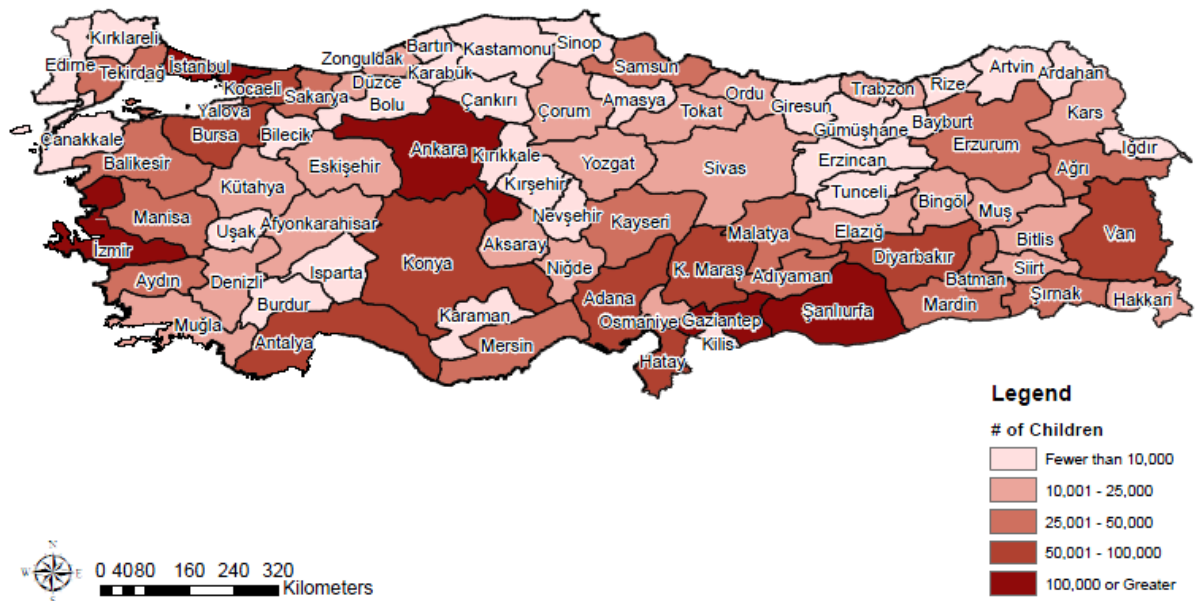 Kırklareli
Edirne
Tekirdağ
İstanbul
Kocaeli
Yalova
Sakarya
Zonguldak
Bartın
Kastamonu
Sinop
Karabük
Düzce
Bolu
Çankırı
Samsun
Çorum
Amasya
Tokat
Ordu
Giresun
Trabzon
Rize
Artvin
Ardahan
Gümüşhane
Bayburt
Kars
Iğdır
Çanakkale
Bursa
Bilecik
Balıkesir
Eskişehir
Ankara
Kırıkkale
Yozgat
Sivas
Erzincan
Erzurum
Ağrı
Kütahya
Kırşehir
Tunceli
Bingöl
Muş
Manisa
Uşak
Afyonkarahisar
Nevşehir
Kayseri
Malatya
Elazığ
Bitlis
Van
İzmir
Aksaray
Konya
Isparta
Niğde
K. Maraş
Adıyaman
Diyarbakır
Batman
Siirt
Aydın
Denizli
Burdur
Adana
Osmaniye
Gaziantep
Şanlıurfa
Mardin
Şırnak
Hakkari
Muğla
Antalya
Karaman
Mersin
Kilis
Hatay
Legend
# of Children
Fewer than 10,000
10,001 - 25,000
25,001 - 50,000
50,001 - 100,000
100,000 or Greater
N
W E
S
0 40 80 160 240 320
Kilometers